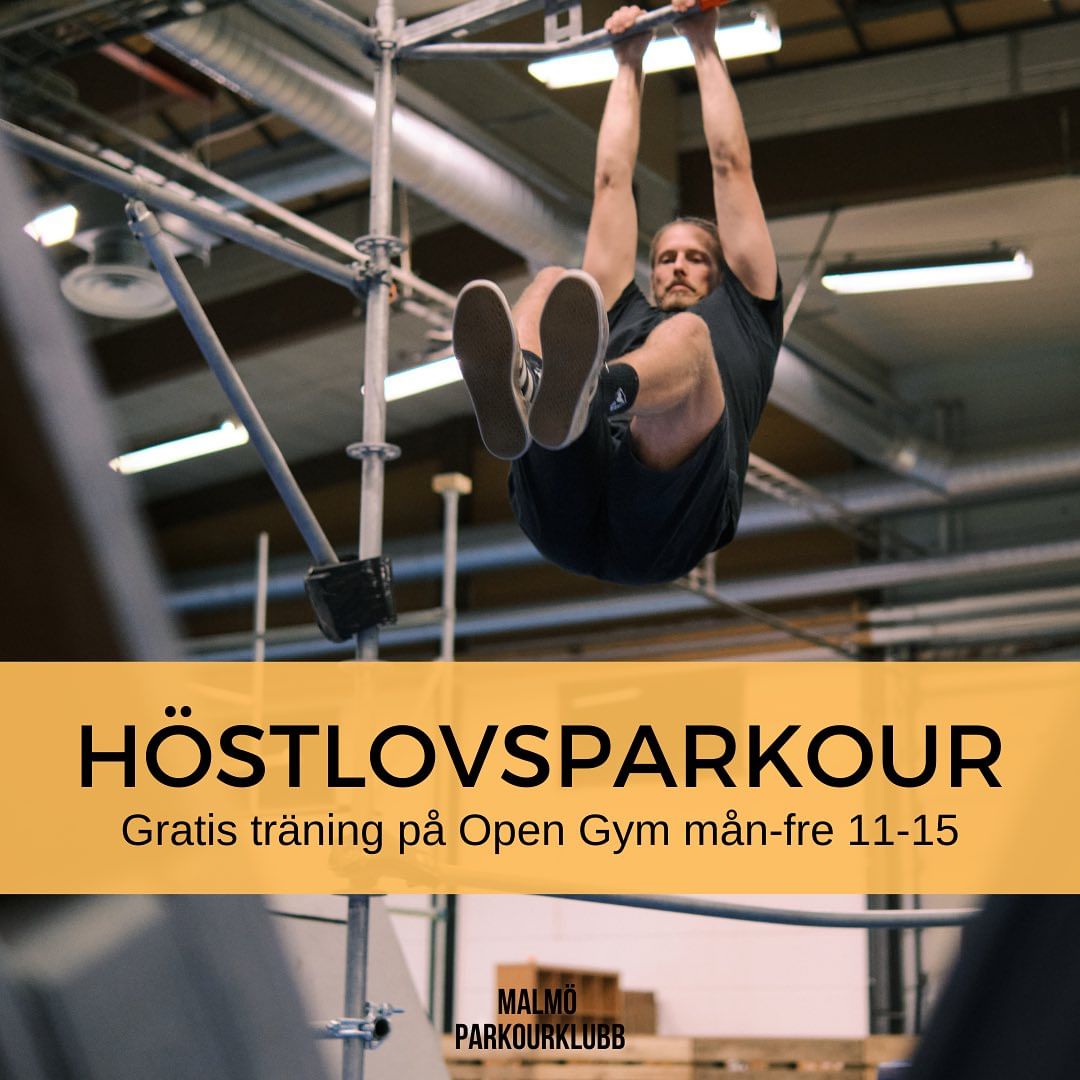 HÖSTLOVSPARKOUR
Gratis träning på Open Gym mån-fre 11-15
MALMÖ
PARKOURKLUBB